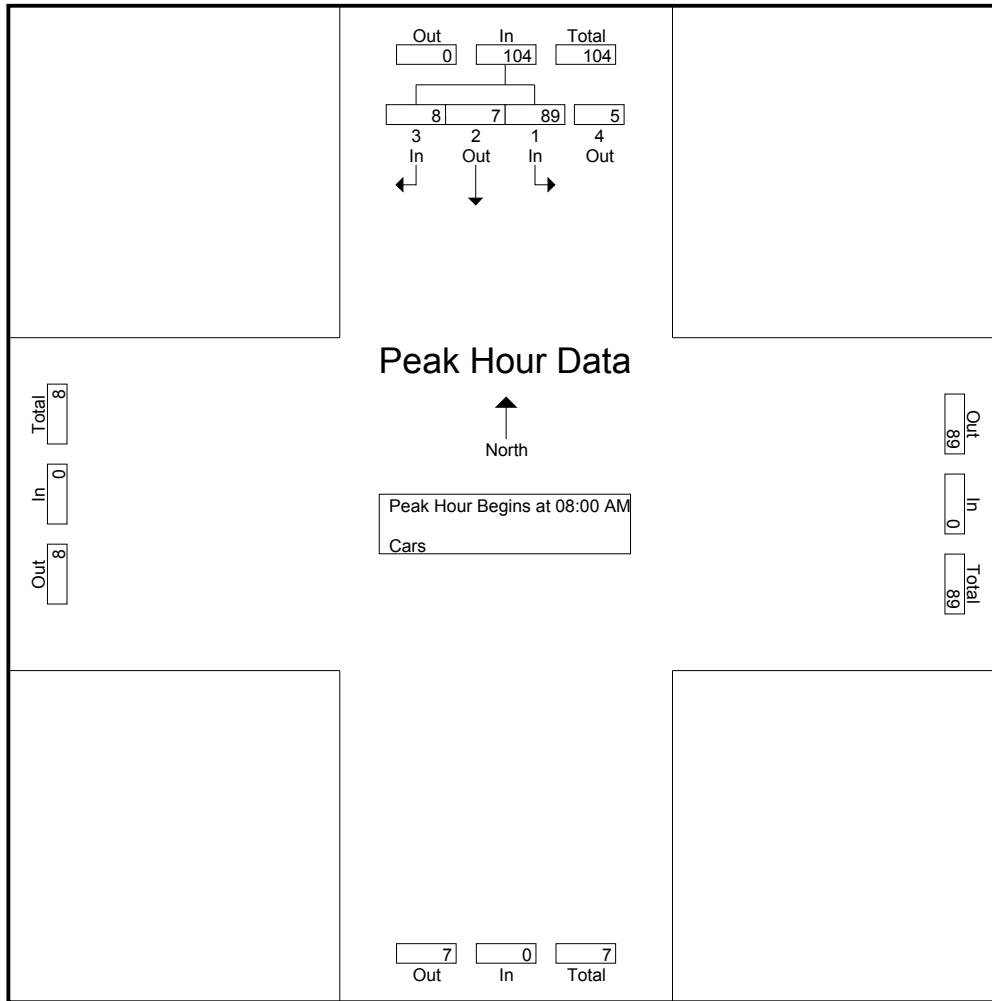 Out In Total
0 104 104
8 7 89 5
3 2 1 4
In Out In Out
Peak Hour Data
North
Peak Hour Begins at 08:00 AM
Cars
Total 8
In 0
Out 8
Out 89
In 0
Total 89
7 0 7
Out In Total